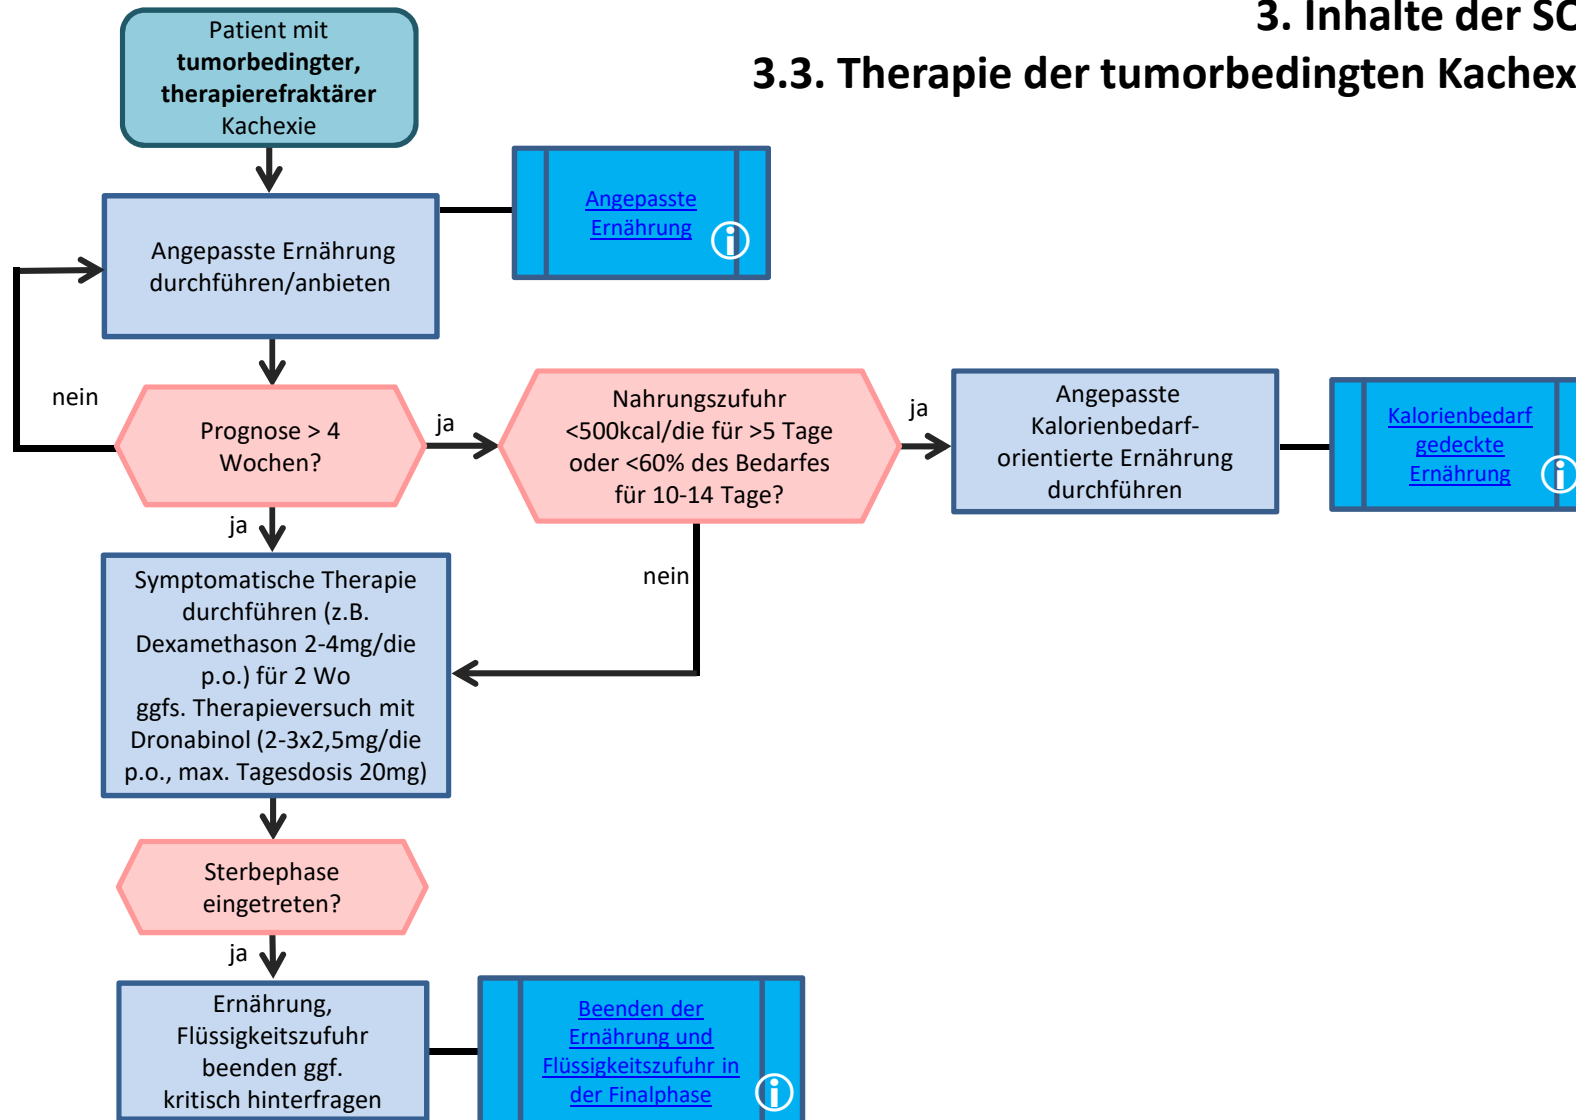 3. Inhalte der SO
3.3. Therapie der tumorbedingten Kachex
Patient mit
tumorbedingter,
therapierefraktärer
Kachexie
Angepasste Ernährung
durchführen/anbieten
Angepasste
Ernährung
nein
Prognose > 4
Wochen?
ja
Nahrungszufuhr
<500kcal/die für >5 Tage
oder <60% des Bedarfes
für 10-14 Tage?
ja
Angepasste
Kalorienbedarf-
orientierte Ernährung
durchführen
Kalorienbedarf
gedeckte
Ernährung
ja
nein
Symptomatische Therapie
durchführen (z.B.
Dexamethason 2-4mg/die
p.o.) für 2 Wo
ggfs. Therapieversuch mit
Dronabinol (2-3x2,5mg/die
p.o., max. Tagesdosis 20mg)
Sterbephase
eingetreten?
ja
Ernährung,
Flüssigkeitszufuhr
beenden ggf.
kritisch hinterfragen
Beenden der
Ernährung und
Flüssigkeitszufuhr in
der Finalphase